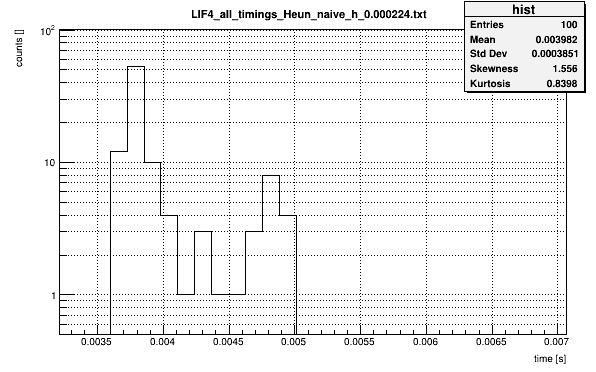 LIF4_all_timings_Heun_naive_h_0.000224.txt
hist
Entries 100
Mean 0.003982
Std Dev 0.0003851
Skewness 1.556
Kurtosis 0.8398
counts []
10²
10
1
0.0035 0.004 0.0045 0.005 0.0055 0.006 0.0065 0.007
time [s]